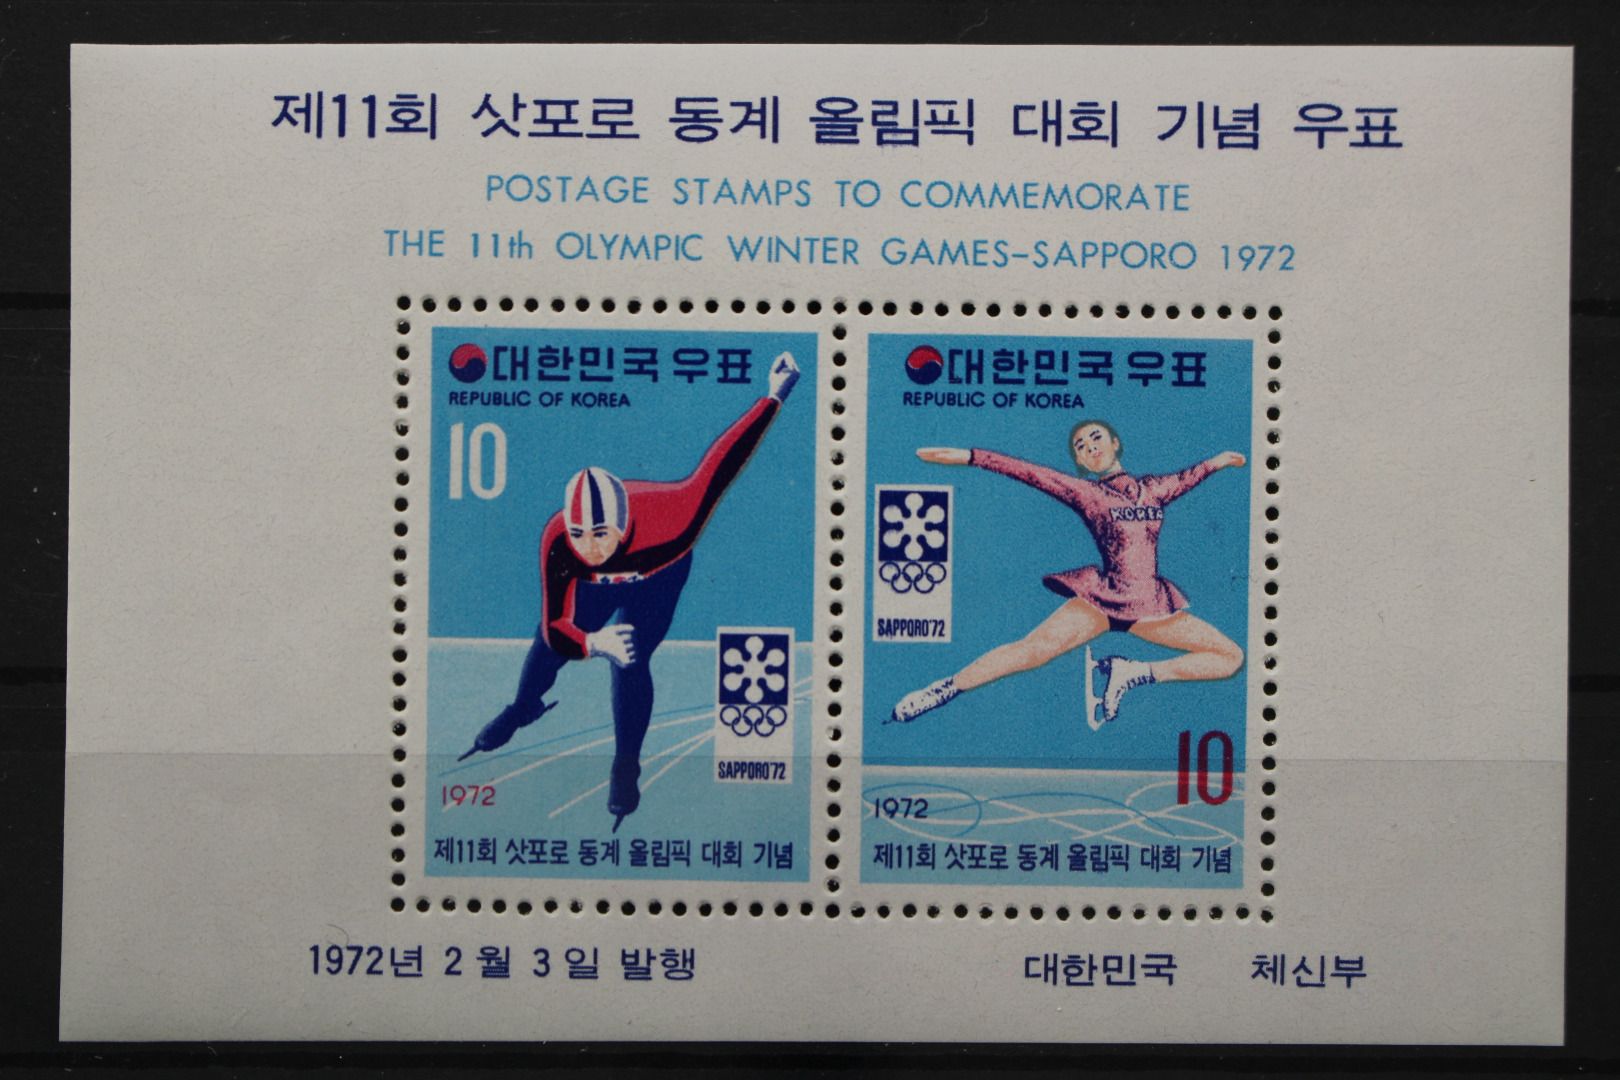 제11회 삿포로 동계 올림픽 대회 기념 우표
POSTAGE STAMPS TO COMMEMORATE
THE 11th OLYMPIC WINTER GAMES-SAPPORO 1972
대한민국 우표
REPUBLIC OF KOREA
10
SAPPORO'72
1972
제11회 삿포로 동계 올림픽 대회 기념
대한민국 우표
REPUBLIC OF KOREA
KOREA
SAPPORO'72
10
1972
제11회 삿포로 동계 올림픽 대회 기념
1972년 2월 3일 발행
대한민국 체신부